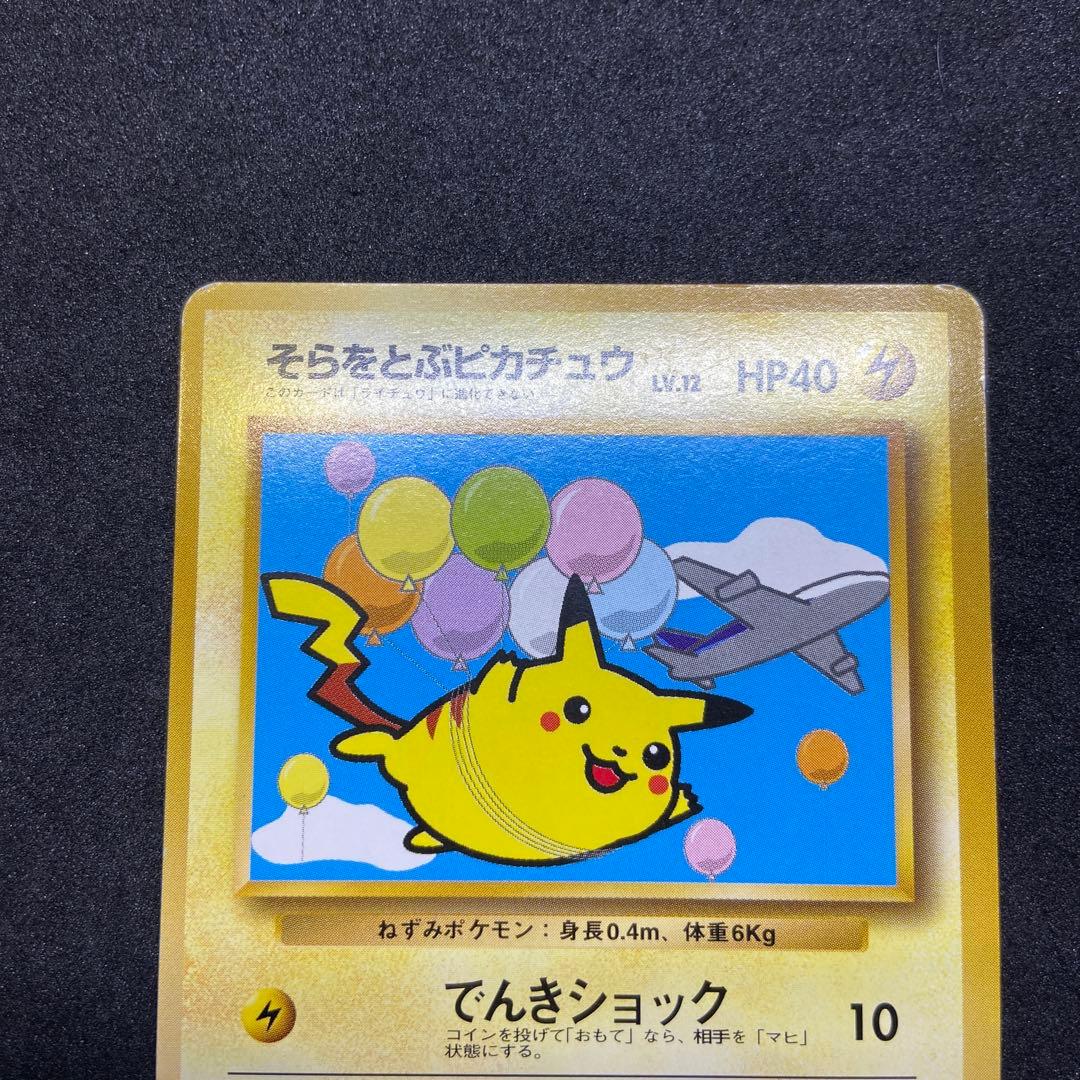 そらをとぶピカチュウ LV.12 HP40
このカードは「ライチュウ」に進化できない
ねずみポケモン：身長0.4m、体重6Kg
でんきショック 10
コインを投げて「おもて」なら、相手を「マヒ」
状態にする。